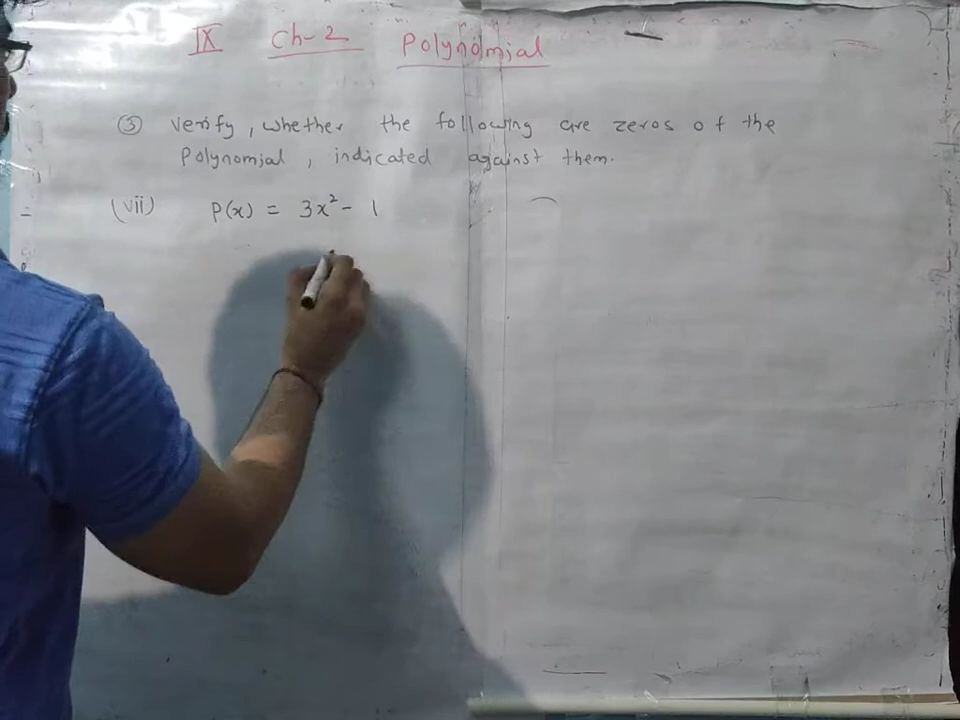 IX Ch-2 Polynomial
③ Verify, whether the following are zeros of the
Polynomial, indicated against them.
(vii) P(x) = 3x² - 1